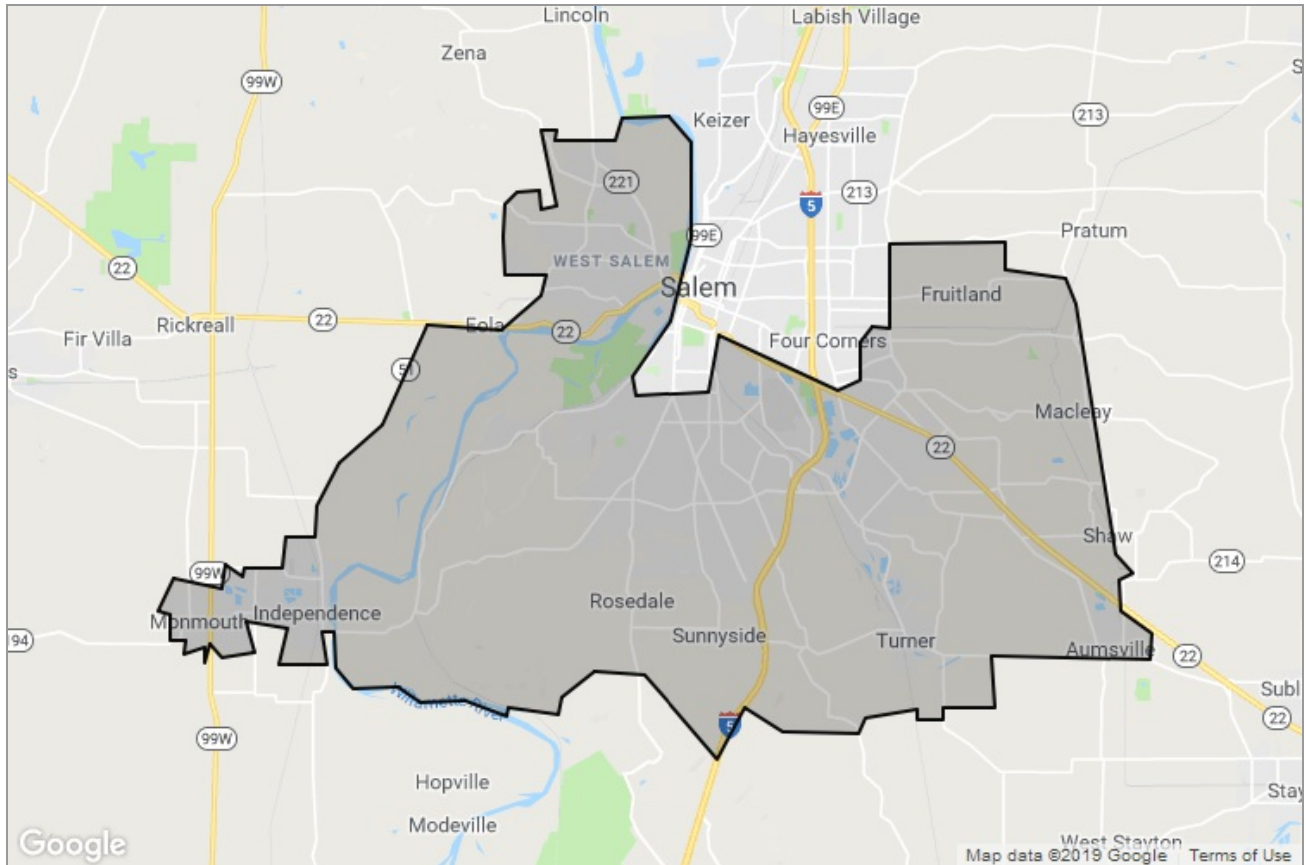 Lincoln
Labish Village
Zena
99W
99E
213
Keizer
Hayesville
221
213
5
99E
Pratum
WEST SALEM
22
Salem
Fruitland
Rickreall
22
Eola
22
Fir Villa
Four Corners
51
Macleay
22
Shaw
214
99W
Monmouth
Independence
Rosedale
Sunnyside
Turner
194
Aumsville
22
Willamette River
Subl
22
5
99W
Hopville
Stay
Modeville
West Stayton
Google
Map data ©2019 Google
Terms of Use